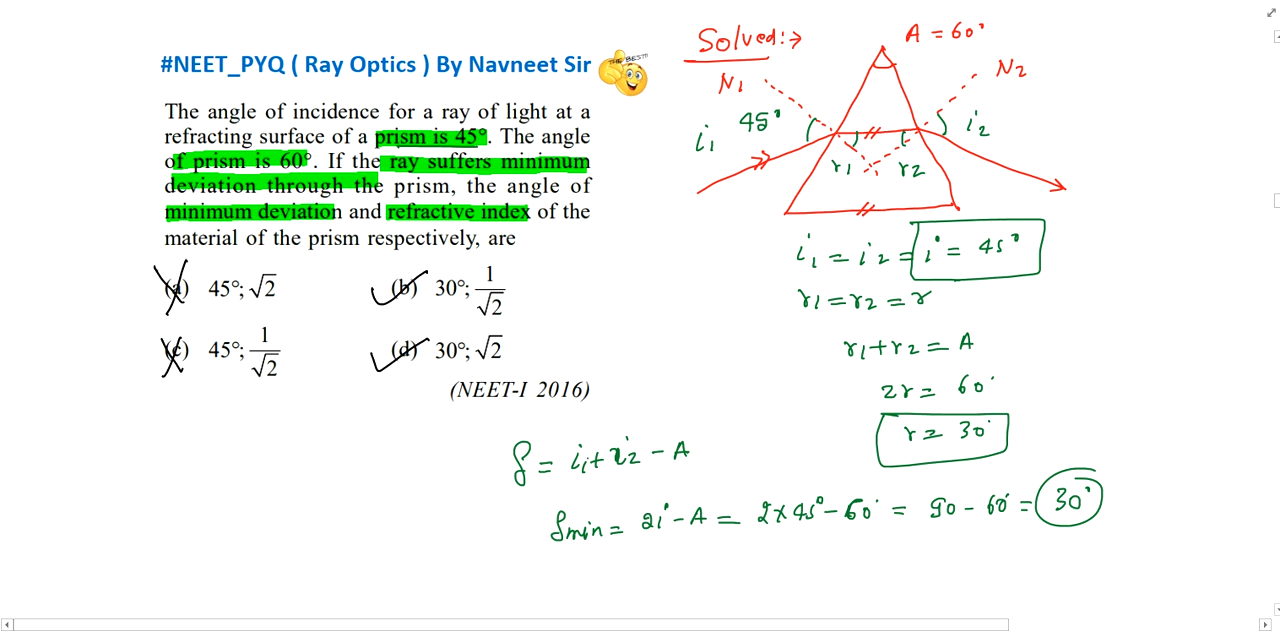 #NEET_PYQ ( Ray Optics ) By Navneet Sir
THE BEST!!
The angle of incidence for a ray of light at a
refracting surface of a prism is 45°. The angle
of prism is 60°. If the ray suffers minimum
deviation through the prism, the angle of
minimum deviation and refractive index of the
material of the prism respectively, are
(a) 45°; √2
(b) 30°; 1/√2
(c) 45°; 1/√2
(d) 30°; √2
(NEET-I 2016)
Solved:→
A = 60°
N1
N2
45°
i1
i2
r1
r2
i1 = i2 = i = 45°
r1 = r2 = r
r1 + r2 = A
2r = 60°
r = 30°
δ = i1 + i2 - A
δmin = 2i - A = 2 × 45° - 60° = 90 - 60° = 30°